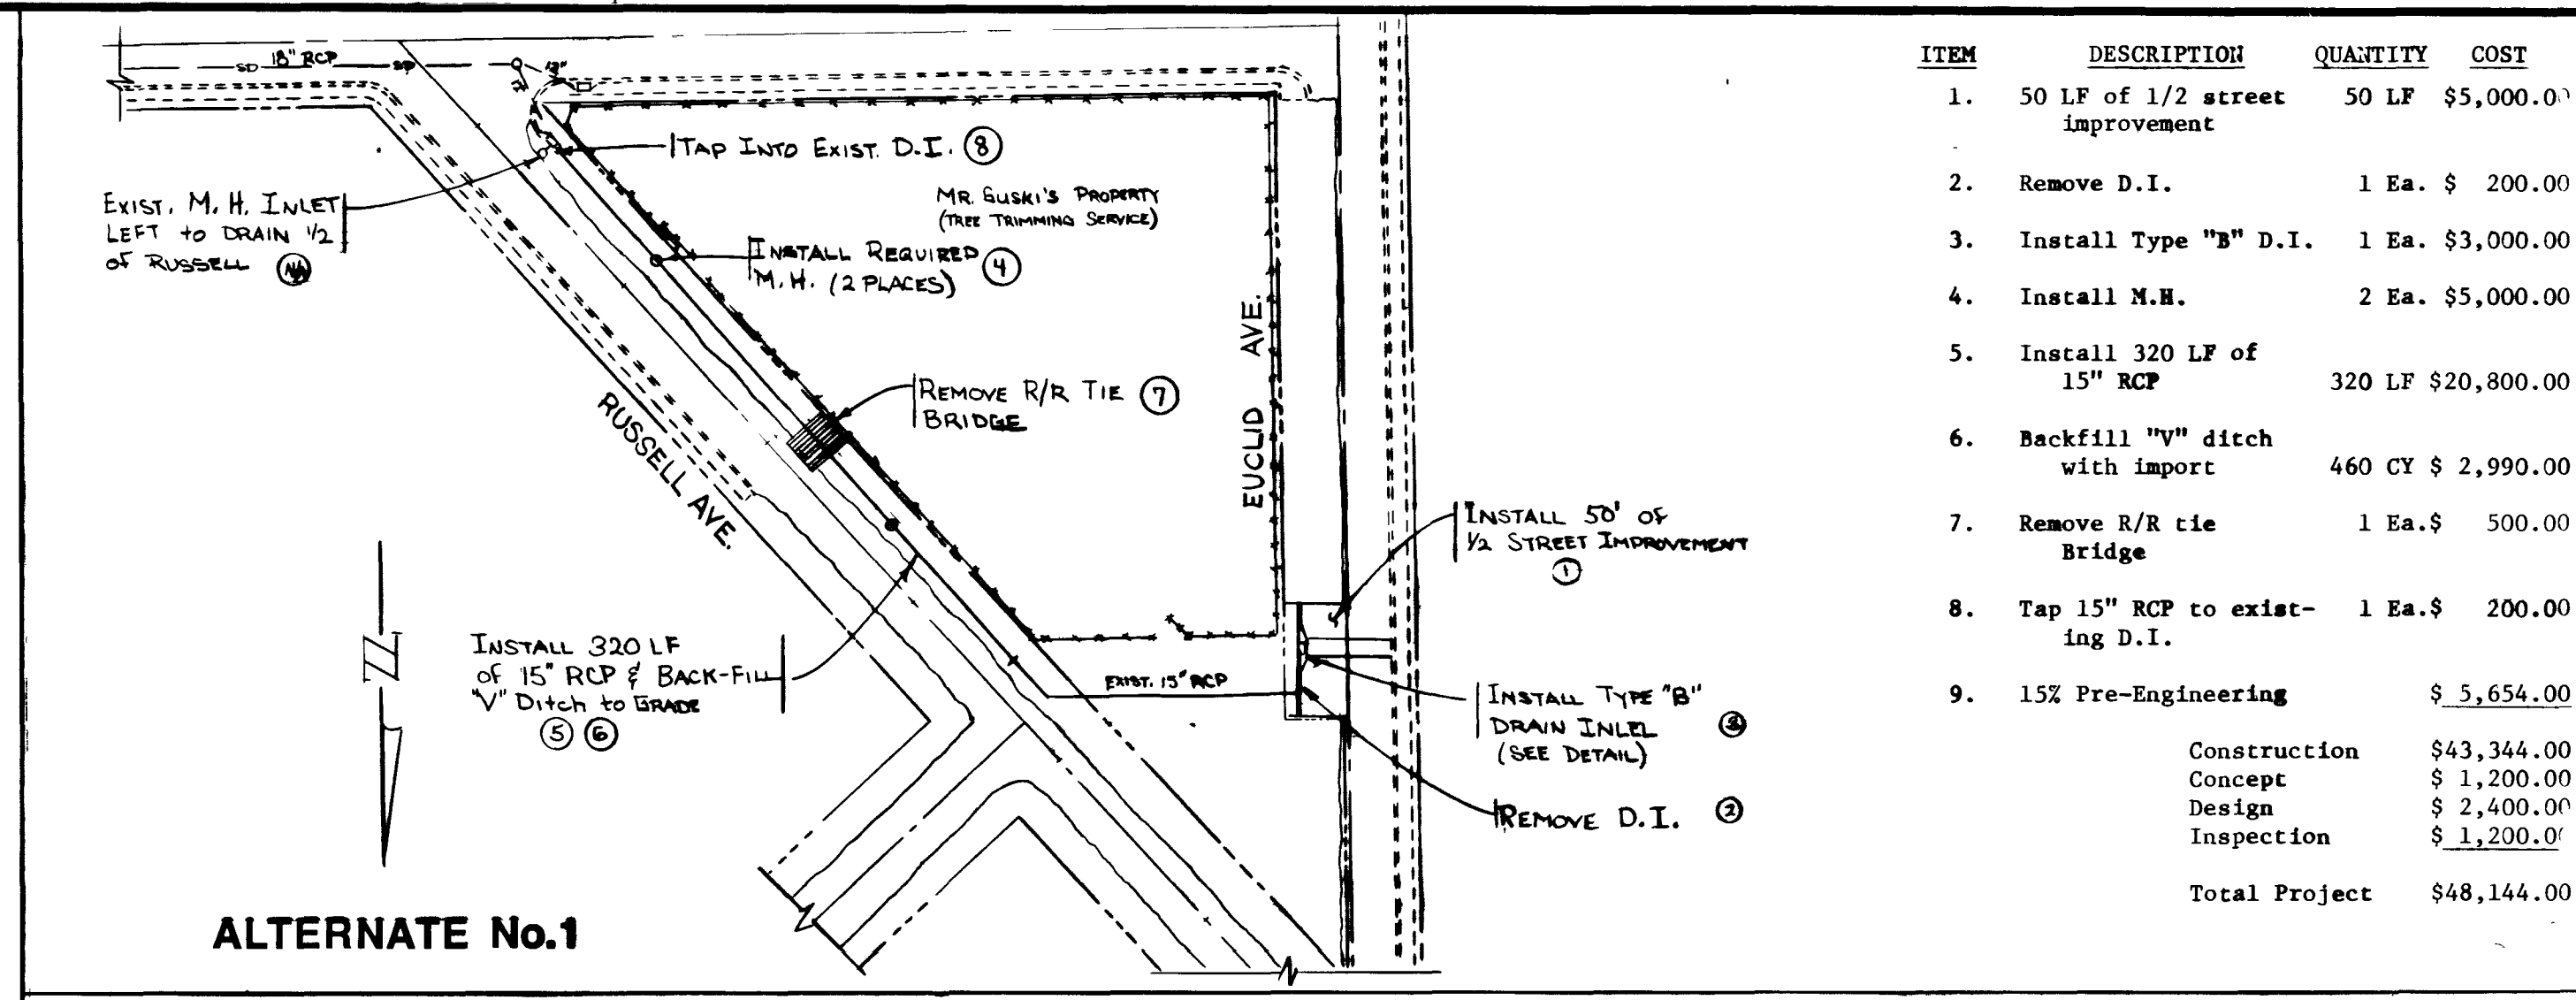 18" RCP
SD
SD
12"
TAP INTO EXIST. D.I. 8
EXIST. M.H. INLET
LEFT to DRAIN 1/2
of RUSSELL
MR. GUSKI'S PROPERTY
(TREE TRIMMING SERVICE)
INSTALL REQUIRED 4
M.H. (2 PLACES)
REMOVE R/R TIE 7
BRIDGE
RUSSELL AVE.
EUCLID AVE.
INSTALL 50' OF
1/2 STREET IMPROVEMENT
1
INSTALL 320 LF
of 15" RCP & BACK-FILL
"V" Ditch to GRADE
5 6
EXIST. 15" RCP
INSTALL TYPE "B"
DRAIN INLET
(SEE DETAIL)
REMOVE D.I. 2
N
ALTERNATE No.1
ITEM DESCRIPTION QUANTITY COST
1. 50 LF of 1/2 street 50 LF $5,000.00
improvement
2. Remove D.I. 1 Ea. $ 200.00
3. Install Type "B" D.I. 1 Ea. $3,000.00
4. Install M.H. 2 Ea. $5,000.00
5. Install 320 LF of
15" RCP 320 LF $20,800.00
6. Backfill "V" ditch
with import 460 CY $ 2,990.00
7. Remove R/R tie 1 Ea.$ 500.00
Bridge
8. Tap 15" RCP to exist- 1 Ea.$ 200.00
ing D.I.
9. 15% Pre-Engineering $ 5,654.00
Construction $43,344.00
Concept $ 1,200.00
Design $ 2,400.00
Inspection $ 1,200.0
Total Project $48,144.00